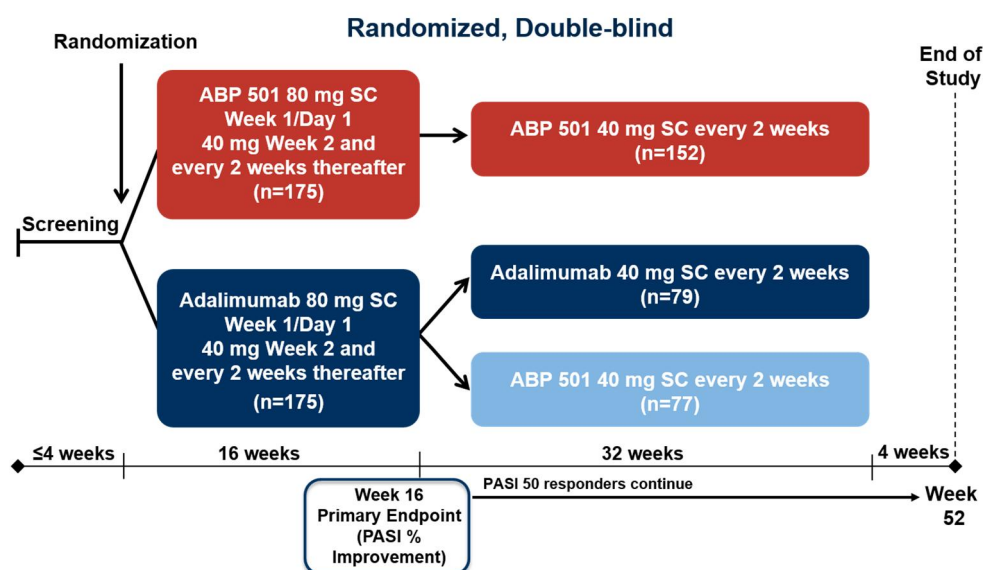 Randomized, Double-blind
Randomization
End of
Study
ABP 501 80 mg SC
Week 1/Day 1
40 mg Week 2 and
every 2 weeks thereafter
(n=175)
ABP 501 40 mg SC every 2 weeks
(n=152)
Screening
Adalimumab 80 mg SC
Week 1/Day 1
40 mg Week 2 and
every 2 weeks thereafter
(n=175)
Adalimumab 40 mg SC every 2 weeks
(n=79)
ABP 501 40 mg SC every 2 weeks
(n=77)
≤4 weeks
16 weeks
32 weeks
4 weeks
Week 16
Primary Endpoint
(PASI %
Improvement)
PASI 50 responders continue
Week
52